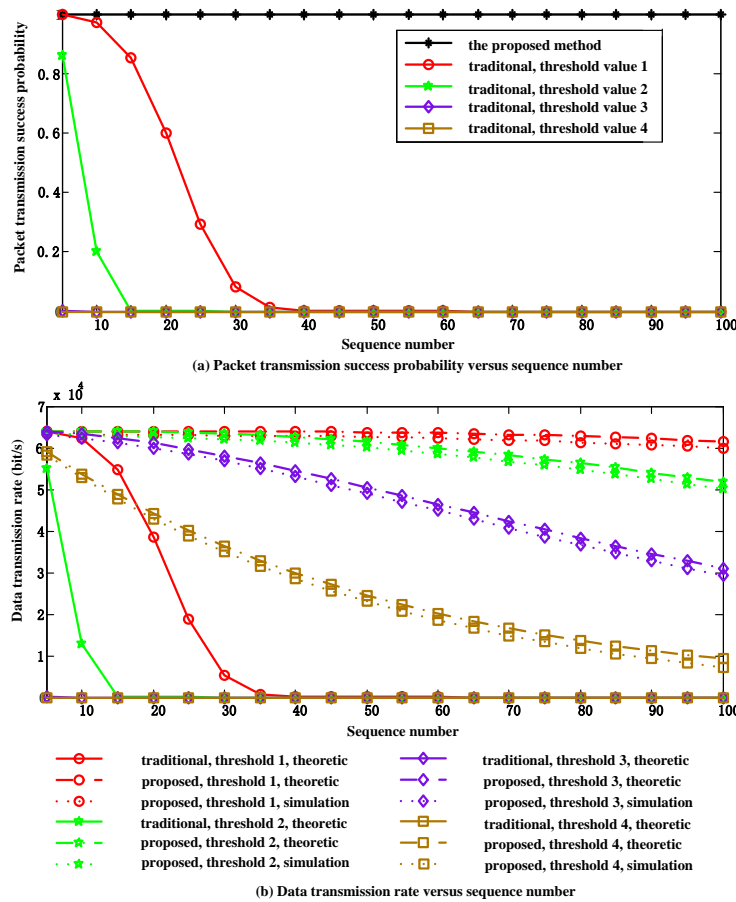 the proposed method
traditonal, threshold value 1
traditonal, threshold value 2
traditonal, threshold value 3
traditonal, threshold value 4
Packet transmission success probability
0.8
0.6
0.4
0.2
10 20 30 40 50 60 70 80 90 100
Sequence number
(a) Packet transmission success probability versus sequence number
x 10^4
Data transmission rate (bit/s)
7
6
5
4
3
2
1
0
10 20 30 40 50 60 70 80 90 100
Sequence number
traditional, threshold 1, theoretic
proposed, threshold 1, theoretic
proposed, threshold 1, simulation
traditional, threshold 2, theoretic
proposed, threshold 2, theoretic
proposed, threshold 2, simulation
traditional, threshold 3, theoretic
proposed, threshold 3, theoretic
proposed, threshold 3, simulation
traditional, threshold 4, theoretic
proposed, threshold 4, theoretic
proposed, threshold 4, simulation
(b) Data transmission rate versus sequence number